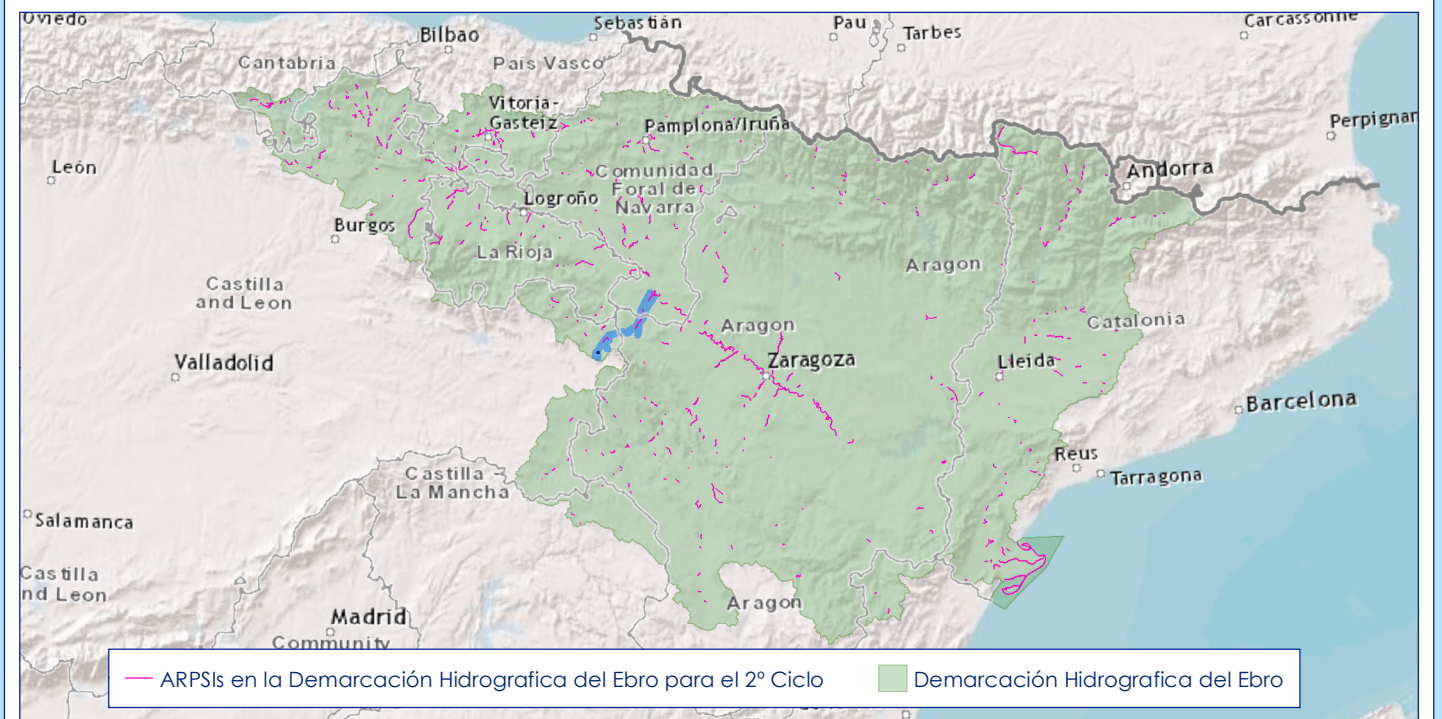 Oviedo
Sebastián
Pau
Carcassonne
Bilbao
Tarbes
Cantabria
País Vasco
Vitoria-
Gasteiz
Pamplona/Iruña
Perpignan
León
Comunidad
Foral de
Navarra
Andorra
Logroño
Burgos
La Rioja
Aragon
Castilla
and Leon
Aragon
Catalonia
Valladolid
Zaragoza
Lleida
Barcelona
Reus
Castilla -
La Mancha
Tarragona
Salamanca
Castilla
nd Leon
Aragon
Madrid
Community
ARPSIs en la Demarcación Hidrografica del Ebro para el 2º Ciclo
Demarcación Hidrografica del Ebro